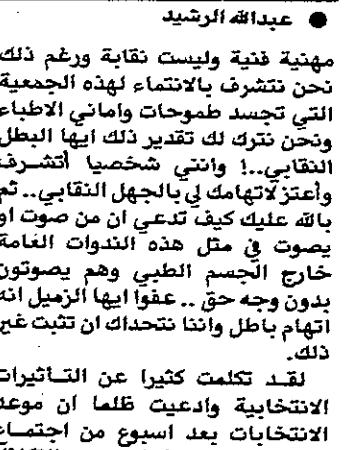 ● عبدالله الرشيد
مهنية فنية وليست نقابة ورغم ذلك
نحن نتشرف بالانتماء لهذه الجمعية
التي تجسد طموحات واماني الاطباء
ونحن نترك لك تقدير ذلك ايها البطل
النقابي..! وانني شخصيا أتشرف
وأعتز لاتهامك لي بالجهل النقابي.. ثم
بالله عليك كيف تدعي ان من صوت او
يصوت في مثل هذه الندوات العامة
خارج الجسم الطبي وهم يصوتون
بدون وجه حق .. عفوا ايها الزميل انه
اتهام باطل واننا نتحداك ان تثبت غير
ذلك.
لقد تكلمت كثيرا عن التأثيرات
الانتخابية وادعيت ظلما ان موعد
الانتخابات بعد اسبوع من اجتماع